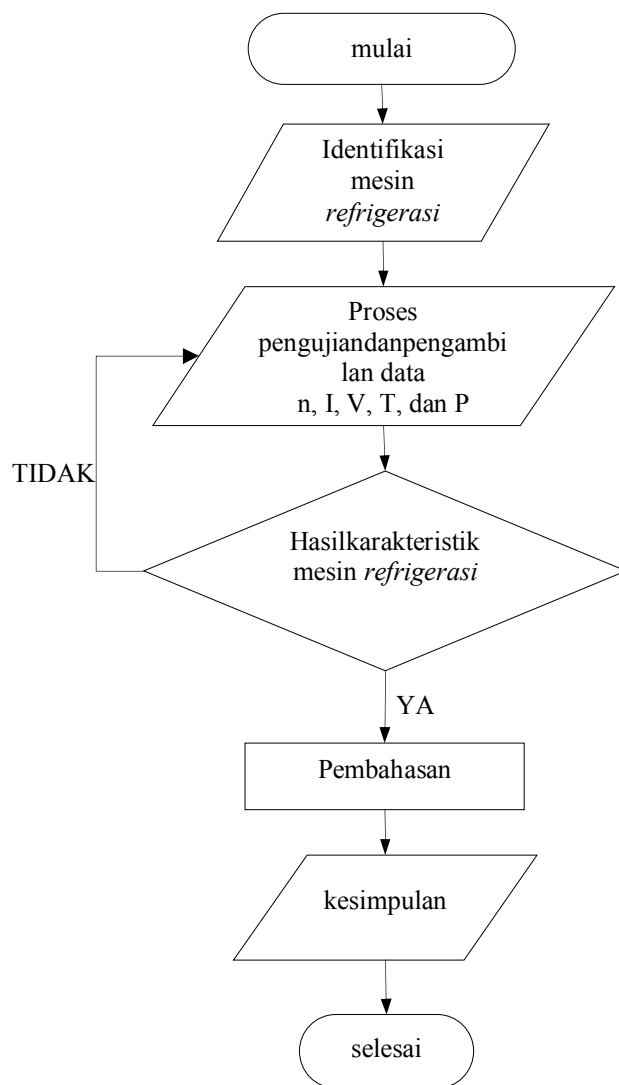 mulai
Identifikasi
mesin
refrigerasi
Proses
pengujiandanpengambi
lan data
n, I, V, T, dan P
TIDAK
Hasilkarakteristik
mesin refrigerasi
YA
Pembahasan
kesimpulan
selesai